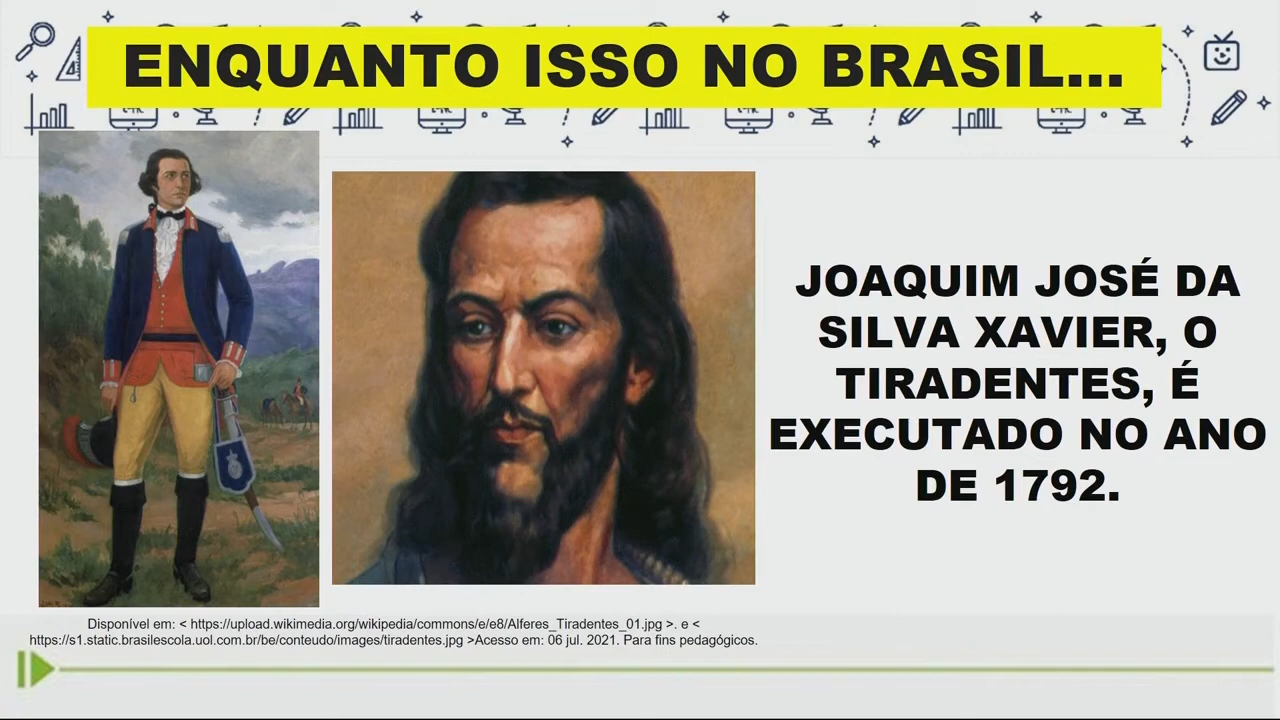 ENQUANTO ISSO NO BRASIL...
JOAQUIM JOSÉ DA
SILVA XAVIER, O
TIRADENTES, É
EXECUTADO NO ANO
DE 1792.
Disponível em: < https://upload.wikimedia.org/wikipedia/commons/e/e8/Alferes_Tiradentes_01.jpg >. e <
https://s1.static.brasilescola.uol.com.br/be/conteudo/images/tiradentes.jpg >Acesso em: 06 jul. 2021. Para fins pedagógicos.